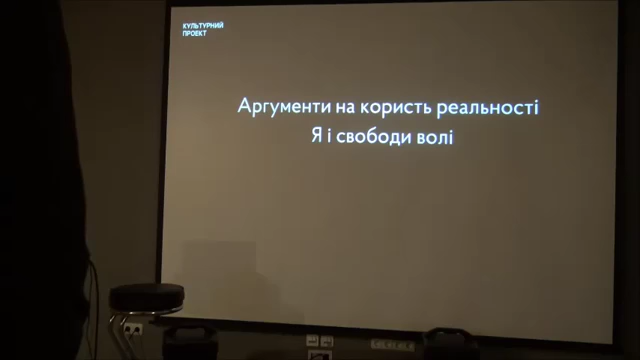 КУЛЬТУРНИЙ
ПРОЕКТ
Аргументи на користь реальності
Я і свободи волі